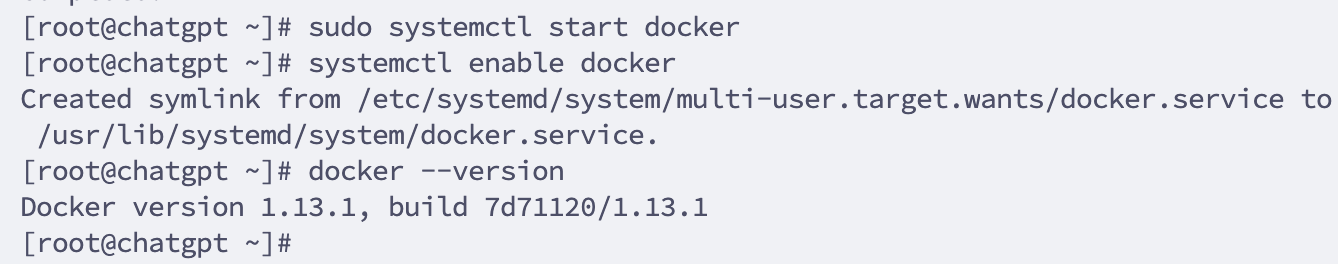 [root@chatgpt ~]# sudo systemctl start docker
[root@chatgpt ~]# systemctl enable docker
Created symlink from /etc/systemd/system/multi-user.target.wants/docker.service to
/usr/lib/systemd/system/docker.service.
[root@chatgpt ~]# docker --version
Docker version 1.13.1, build 7d71120/1.13.1
[root@chatgpt ~]#